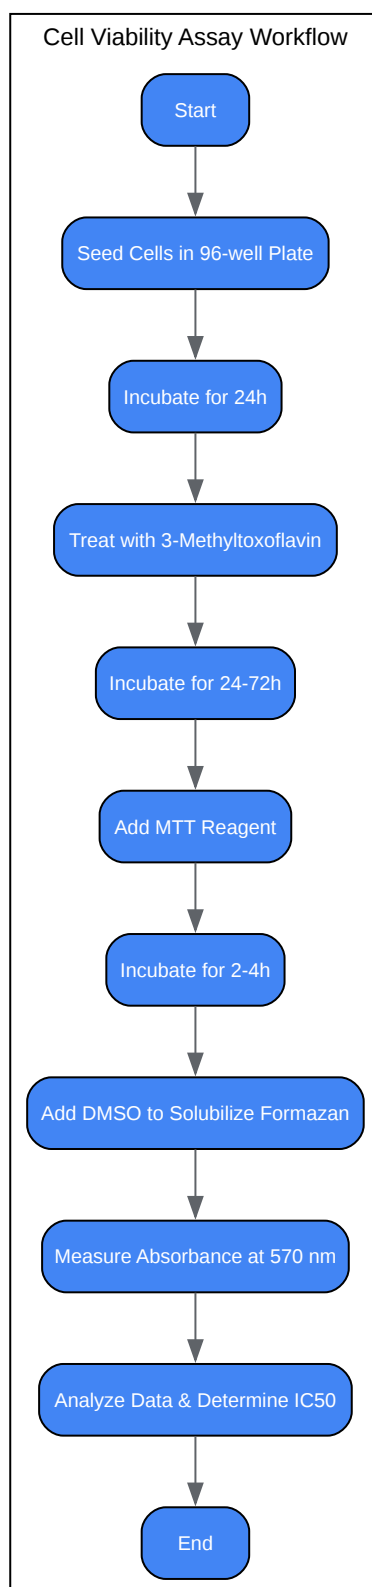 Cell Viability Assay Workflow
Start
Seed Cells in 96-well Plate
Incubate for 24h
Treat with 3-Methyltoxoflavin
Incubate for 24-72h
Add MTT Reagent
Incubate for 2-4h
Add DMSO to Solubilize Formazan
Measure Absorbance at 570 nm
Analyze Data & Determine IC50
End